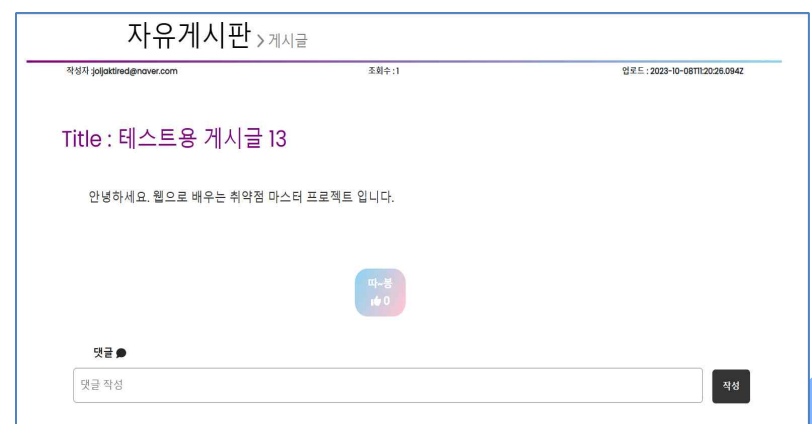 자유게시판 > 게시글
작성자 :joljaktired@naver.com 조회수 : 1 업로드 : 2023-10-08T11:20:26.094Z
Title : 테스트용 게시글 13
안녕하세요. 웹으로 배우는 취약점 마스터 프로젝트 입니다.
따~봉
0
댓글
댓글 작성 작성